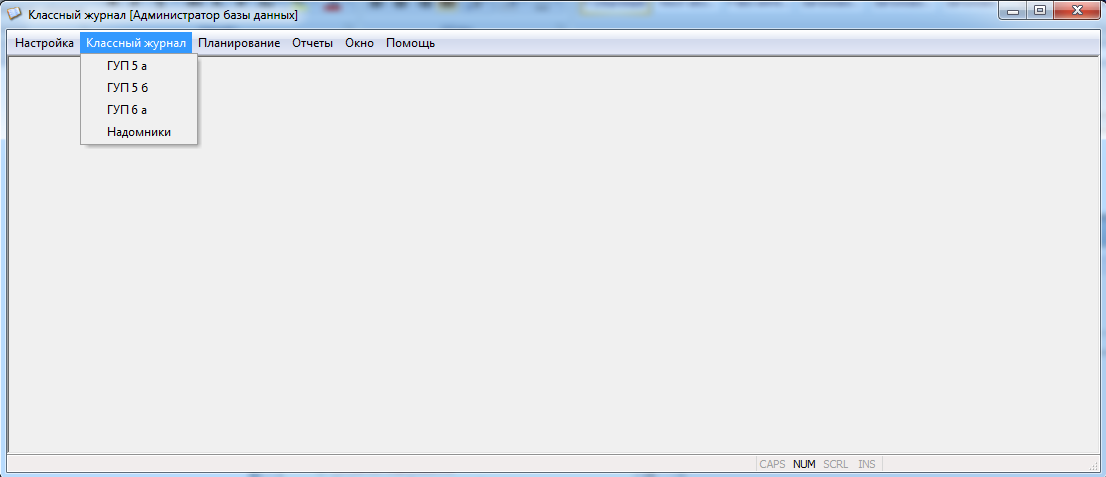 Классный журнал [Администратор базы данных]
Настройка Классный журнал Планирование Отчеты Окно Помощь
ГУП 5 а
ГУП 5 б
ГУП 6 а
Надомники
CAPS NUM SCRL INS